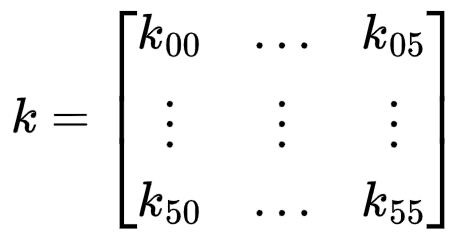 k = [ k₀₀ … k₀₅
⋮ ⋮ ⋮
k₅₀ … k₅₅ ]